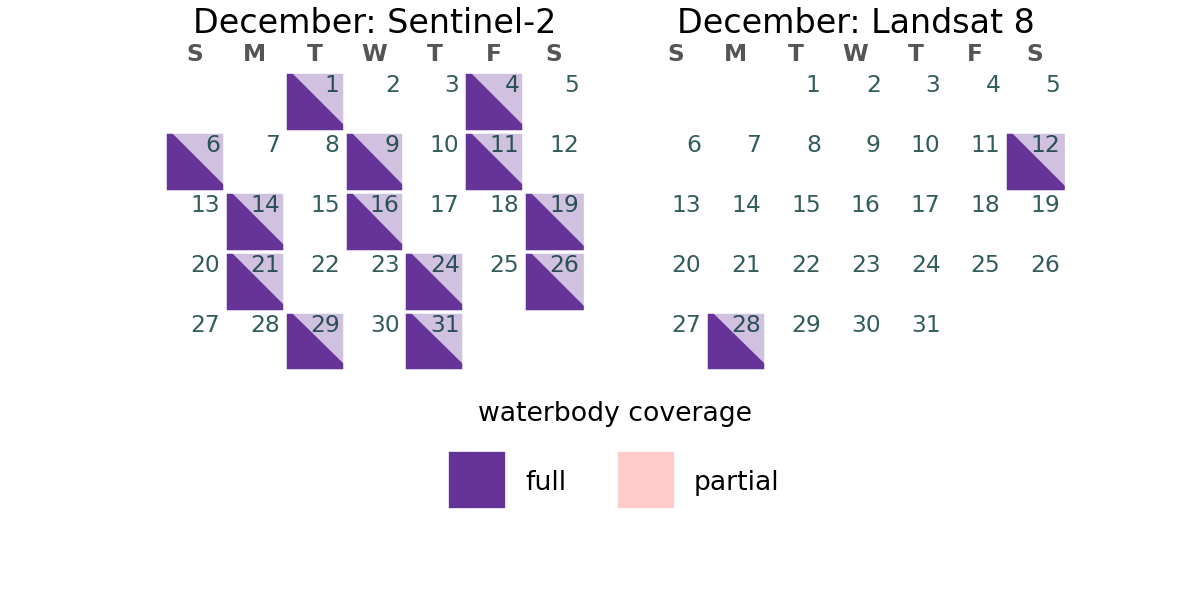 December: Sentinel-2
S M T W T F S
1 2 3 4 5
6 7 8 9 10 11 12
13 14 15 16 17 18 19
20 21 22 23 24 25 26
27 28 29 30 31
December: Landsat 8
S M T W T F S
1 2 3 4 5
6 7 8 9 10 11 12
13 14 15 16 17 18 19
20 21 22 23 24 25 26
27 28 29 30 31
waterbody coverage
full partial